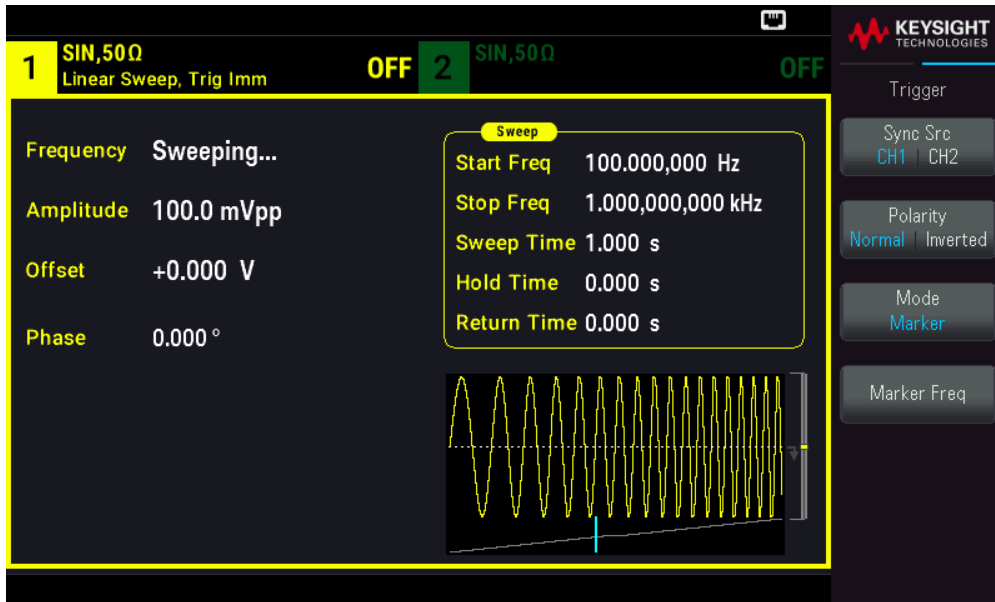 1
SIN,50Ω
Linear Sweep, Trig Imm
OFF
2
SIN,50Ω
OFF
Frequency Sweeping...
Amplitude 100.0 mVpp
Offset +0.000 V
Phase 0.000 °
Sweep
Start Freq 100.000,000 Hz
Stop Freq 1.000,000,000 kHz
Sweep Time 1.000 s
Hold Time 0.000 s
Return Time 0.000 s
KEYSIGHT
TECHNOLOGIES
Trigger
Sync Src
CH1 | CH2
Polarity
Normal | Inverted
Mode
Marker
Marker Freq